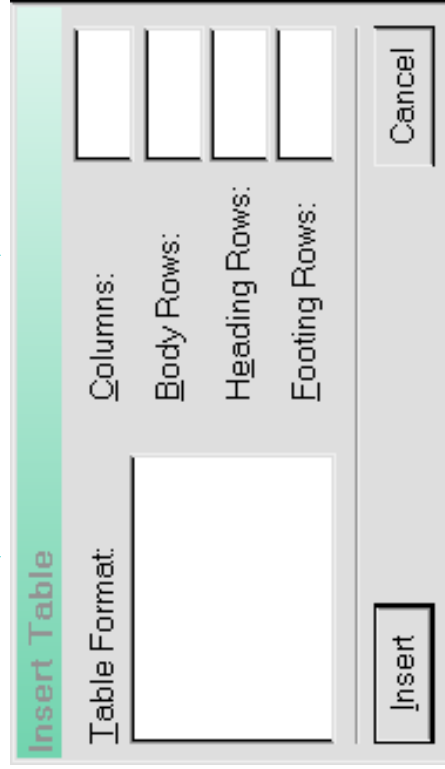 Insert Table
Table Format:
Columns:
Body Rows:
Heading Rows:
Footing Rows:
Insert
Cancel